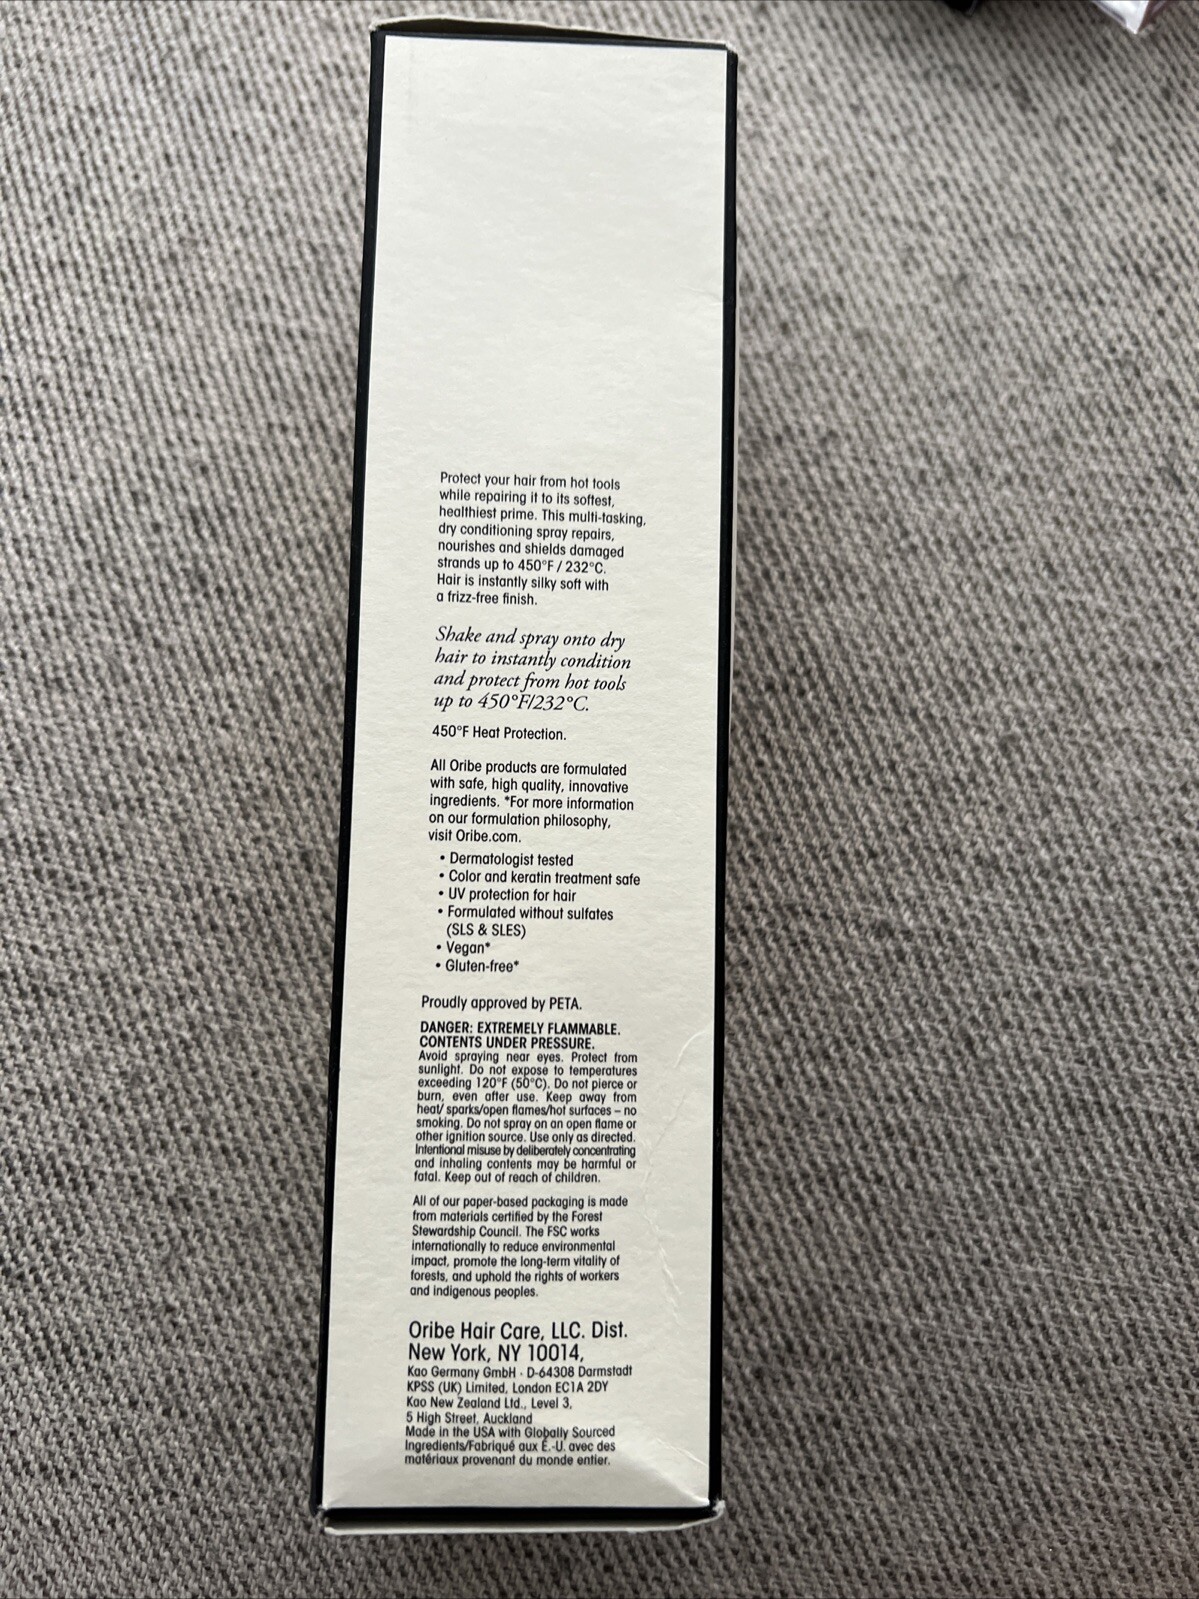 Protect your hair from hot tools
while repairing it to its softest,
healthiest prime. This multi-tasking,
dry conditioning spray repairs,
nourishes and shields damaged
strands up to 450°F / 232°C.
Hair is instantly silky soft with
a frizz-free finish.
Shake and spray onto dry
hair to instantly condition
and protect from hot tools
up to 450°F/232°C.
450°F Heat Protection.
All Oribe products are formulated
with safe, high quality, innovative
ingredients. *For more information
on our formulation philosophy,
visit Oribe.com.
• Dermatologist tested
• Color and keratin treatment safe
• UV protection for hair
• Formulated without sulfates
(SLS & SLES)
• Vegan*
• Gluten-free*
Proudly approved by PETA.
DANGER: EXTREMELY FLAMMABLE.
CONTENTS UNDER PRESSURE.
Avoid spraying near eyes. Protect from
sunlight. Do not expose to temperatures
exceeding 120°F (50°C). Do not pierce or
burn, even after use. Keep away from
heat/ sparks/open flames/hot surfaces – no
smoking. Do not spray on an open flame or
other ignition source. Use only as directed.
Intentional misuse by deliberately concentrating
and inhaling contents may be harmful or
fatal. Keep out of reach of children.
All of our paper-based packaging is made
from materials certified by the Forest
Stewardship Council. The FSC works
internationally to reduce environmental
impact, promote the long-term vitality of
forests, and uphold the rights of workers
and indigenous peoples.
Oribe Hair Care, LLC. Dist.
New York, NY 10014,
Kao Germany GmbH · D-64308 Darmstadt
KPSS (UK) Limited, London EC1A 2DY
Kao New Zealand Ltd., Level 3,
5 High Street, Auckland
Made in the USA with Globally Sourced
Ingredients/Fabriqué aux É.-U. avec des
matériaux provenant du monde entier.